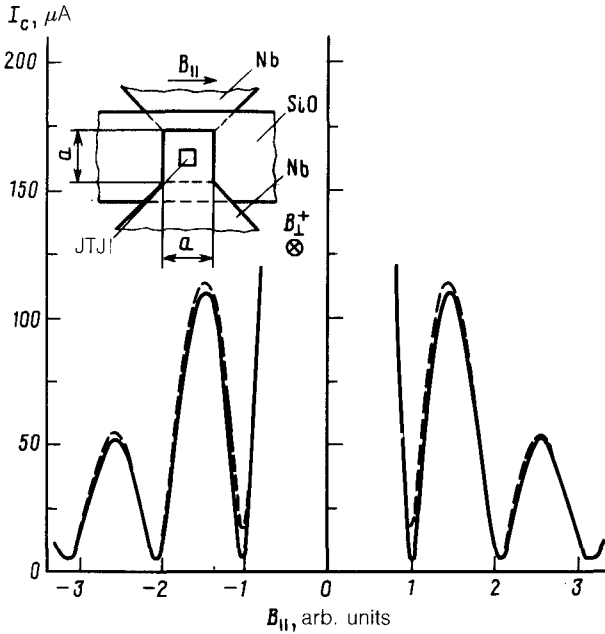 I_c, μA
200
150
100
50
0
B_||
Nb
SiO
Nb
a
a
JTJI
B_⊥^+
-3
-2
-1
0
1
2
3
B_||, arb. units